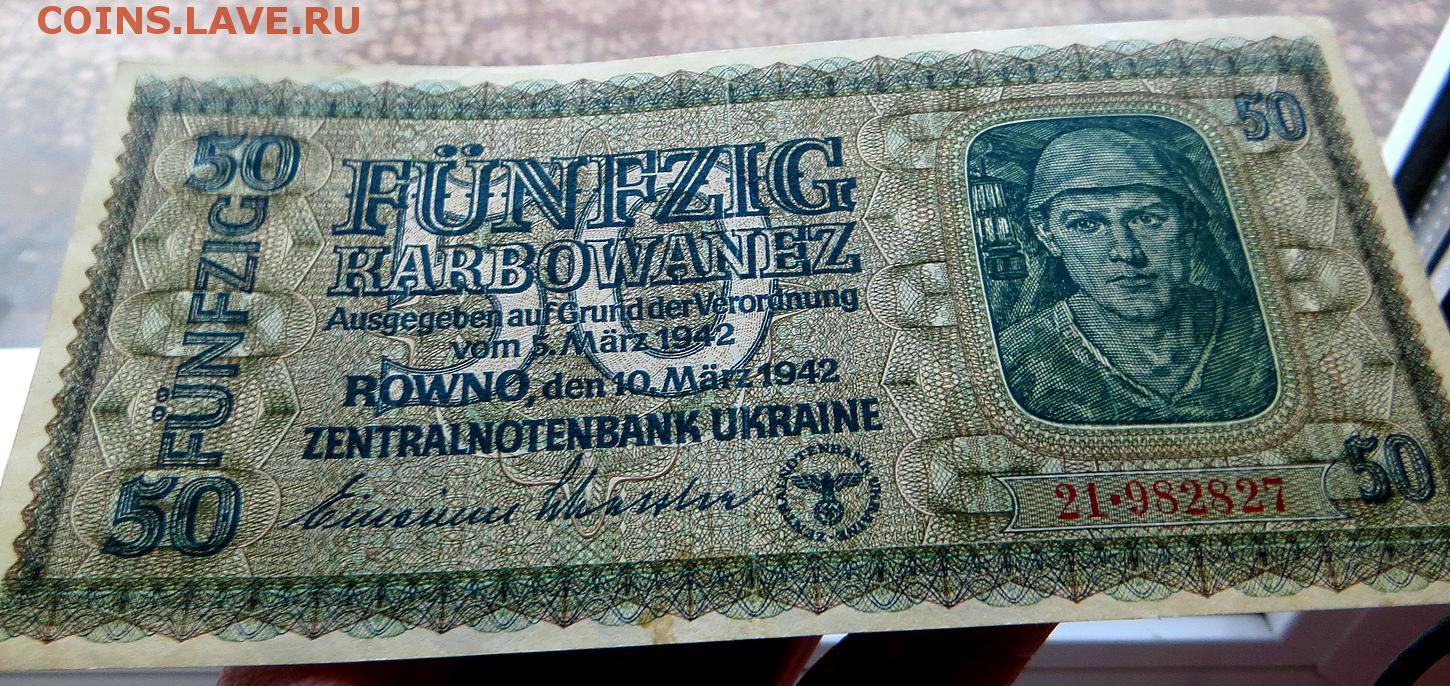 COINS.LAVE.RU
50
50
FÜNFZIG
FÜNFZIG
KARBOWANEZ
50
Ausgegeben auf Grund der Verordnung
vom 5. März 1942
ROWNO, den 10. März 1942
ZENTRALNOTENBANK UKRAINE
50
21·982827
50